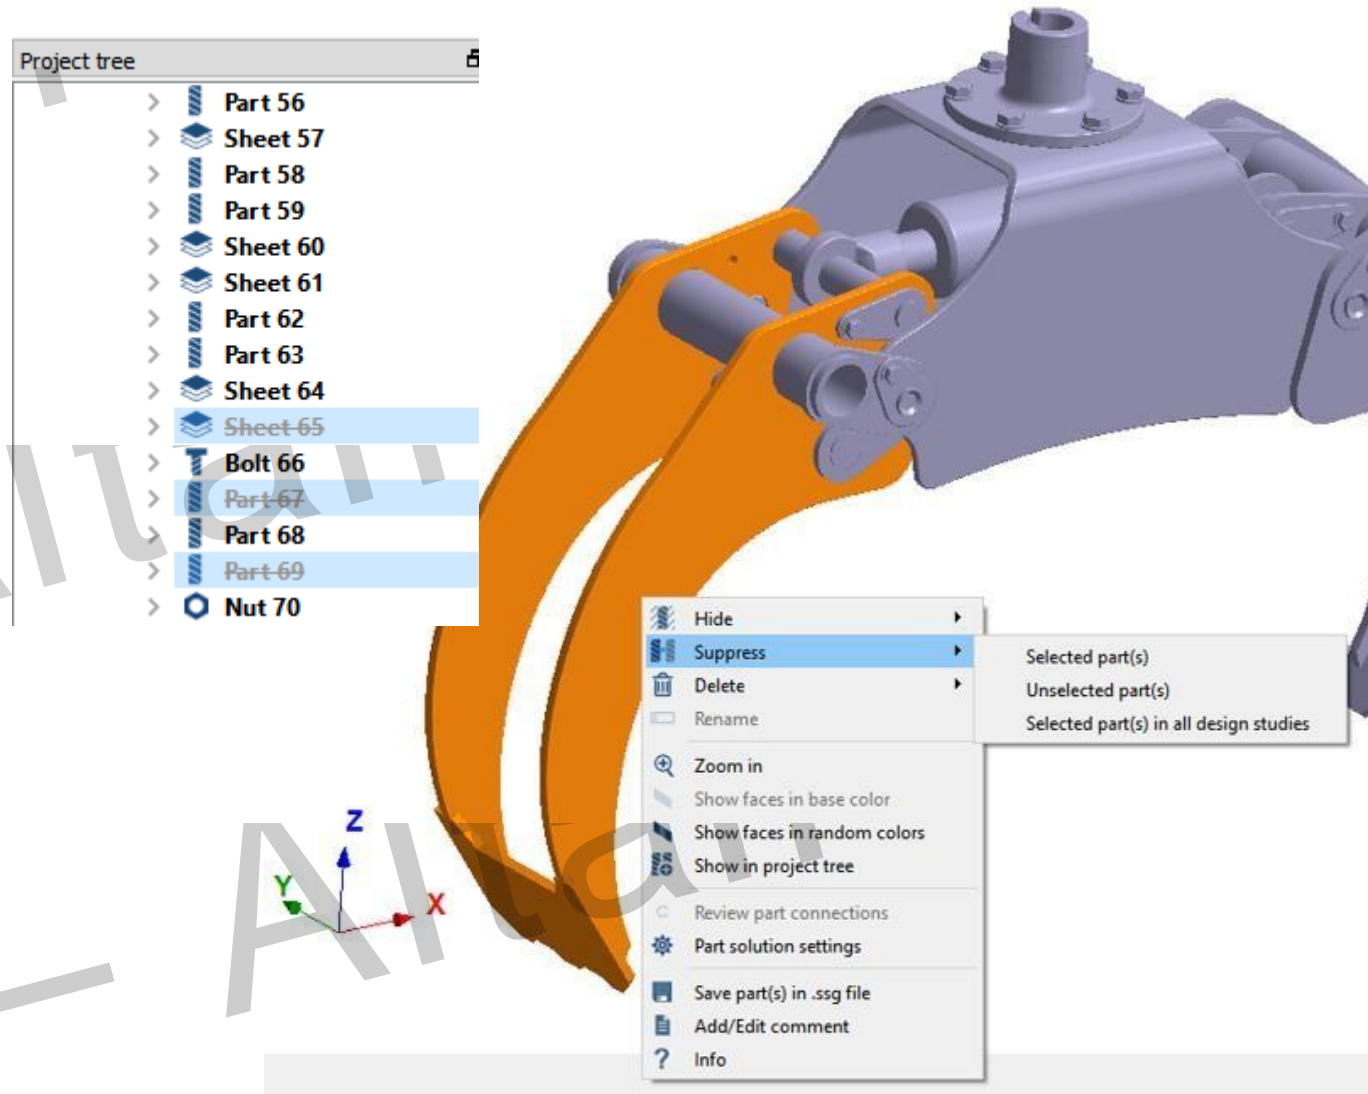 Project tree
Part 56
Sheet 57
Part 58
Part 59
Sheet 60
Sheet 61
Part 62
Part 63
Sheet 64
Sheet 65
Bolt 66
Part 67
Part 68
Part 69
Nut 70
Hide
Suppress
Delete
Rename
Zoom in
Show faces in base color
Show faces in random colors
Show in project tree
Review part connections
Part solution settings
Save part(s) in .ssg file
Add/Edit comment
? Info
Selected part(s)
Unselected part(s)
Selected part(s) in all design studies
Z
Y
X